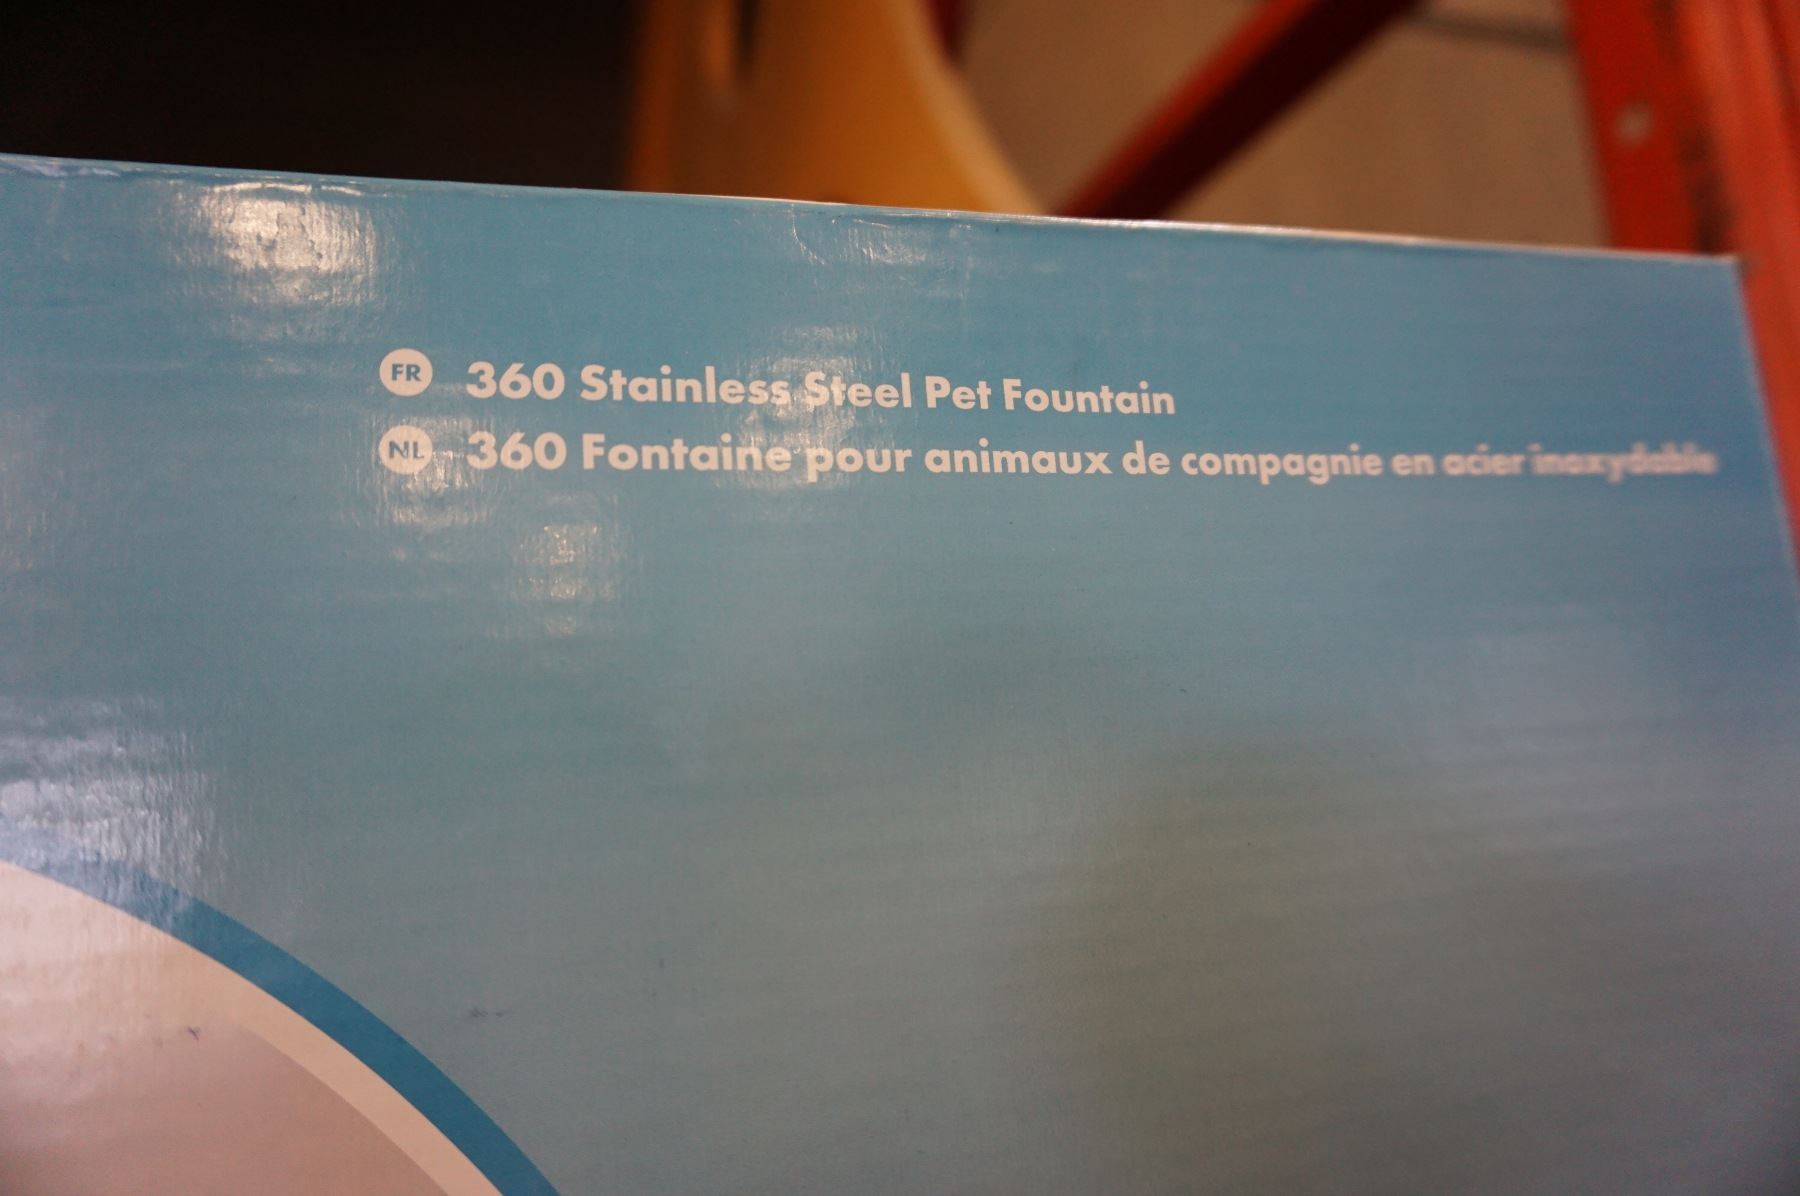 FR 360 Stainless Steel Pet Fountain
NL 360 Fontaine pour animaux de compagnie en acier inoxydable